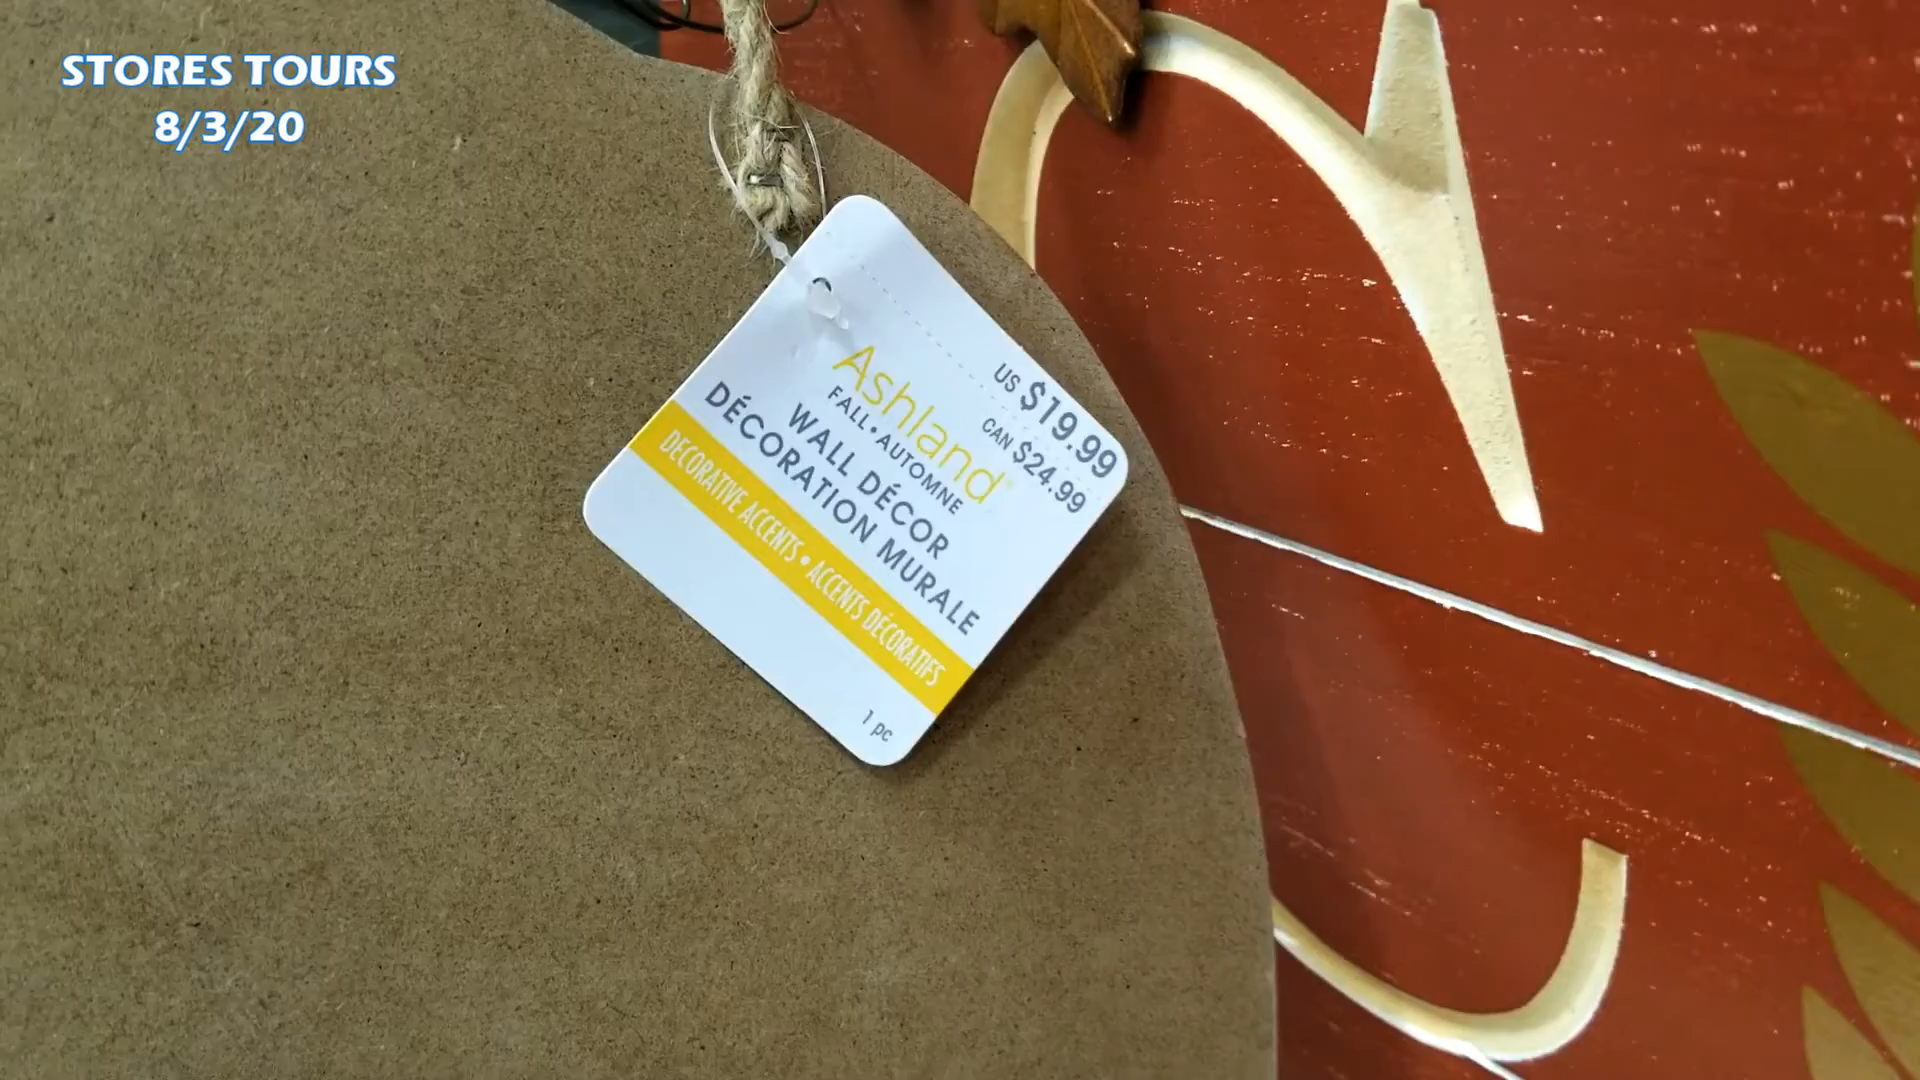 STORES TOURS
8/3/20
US $19.99
CAN $24.99
Ashland
FALL • AUTOMNE
WALL DÉCOR
DÉCORATION MURALE
DECORATIVE ACCENTS • ACCENTS DÉCORATIFS
1 pc